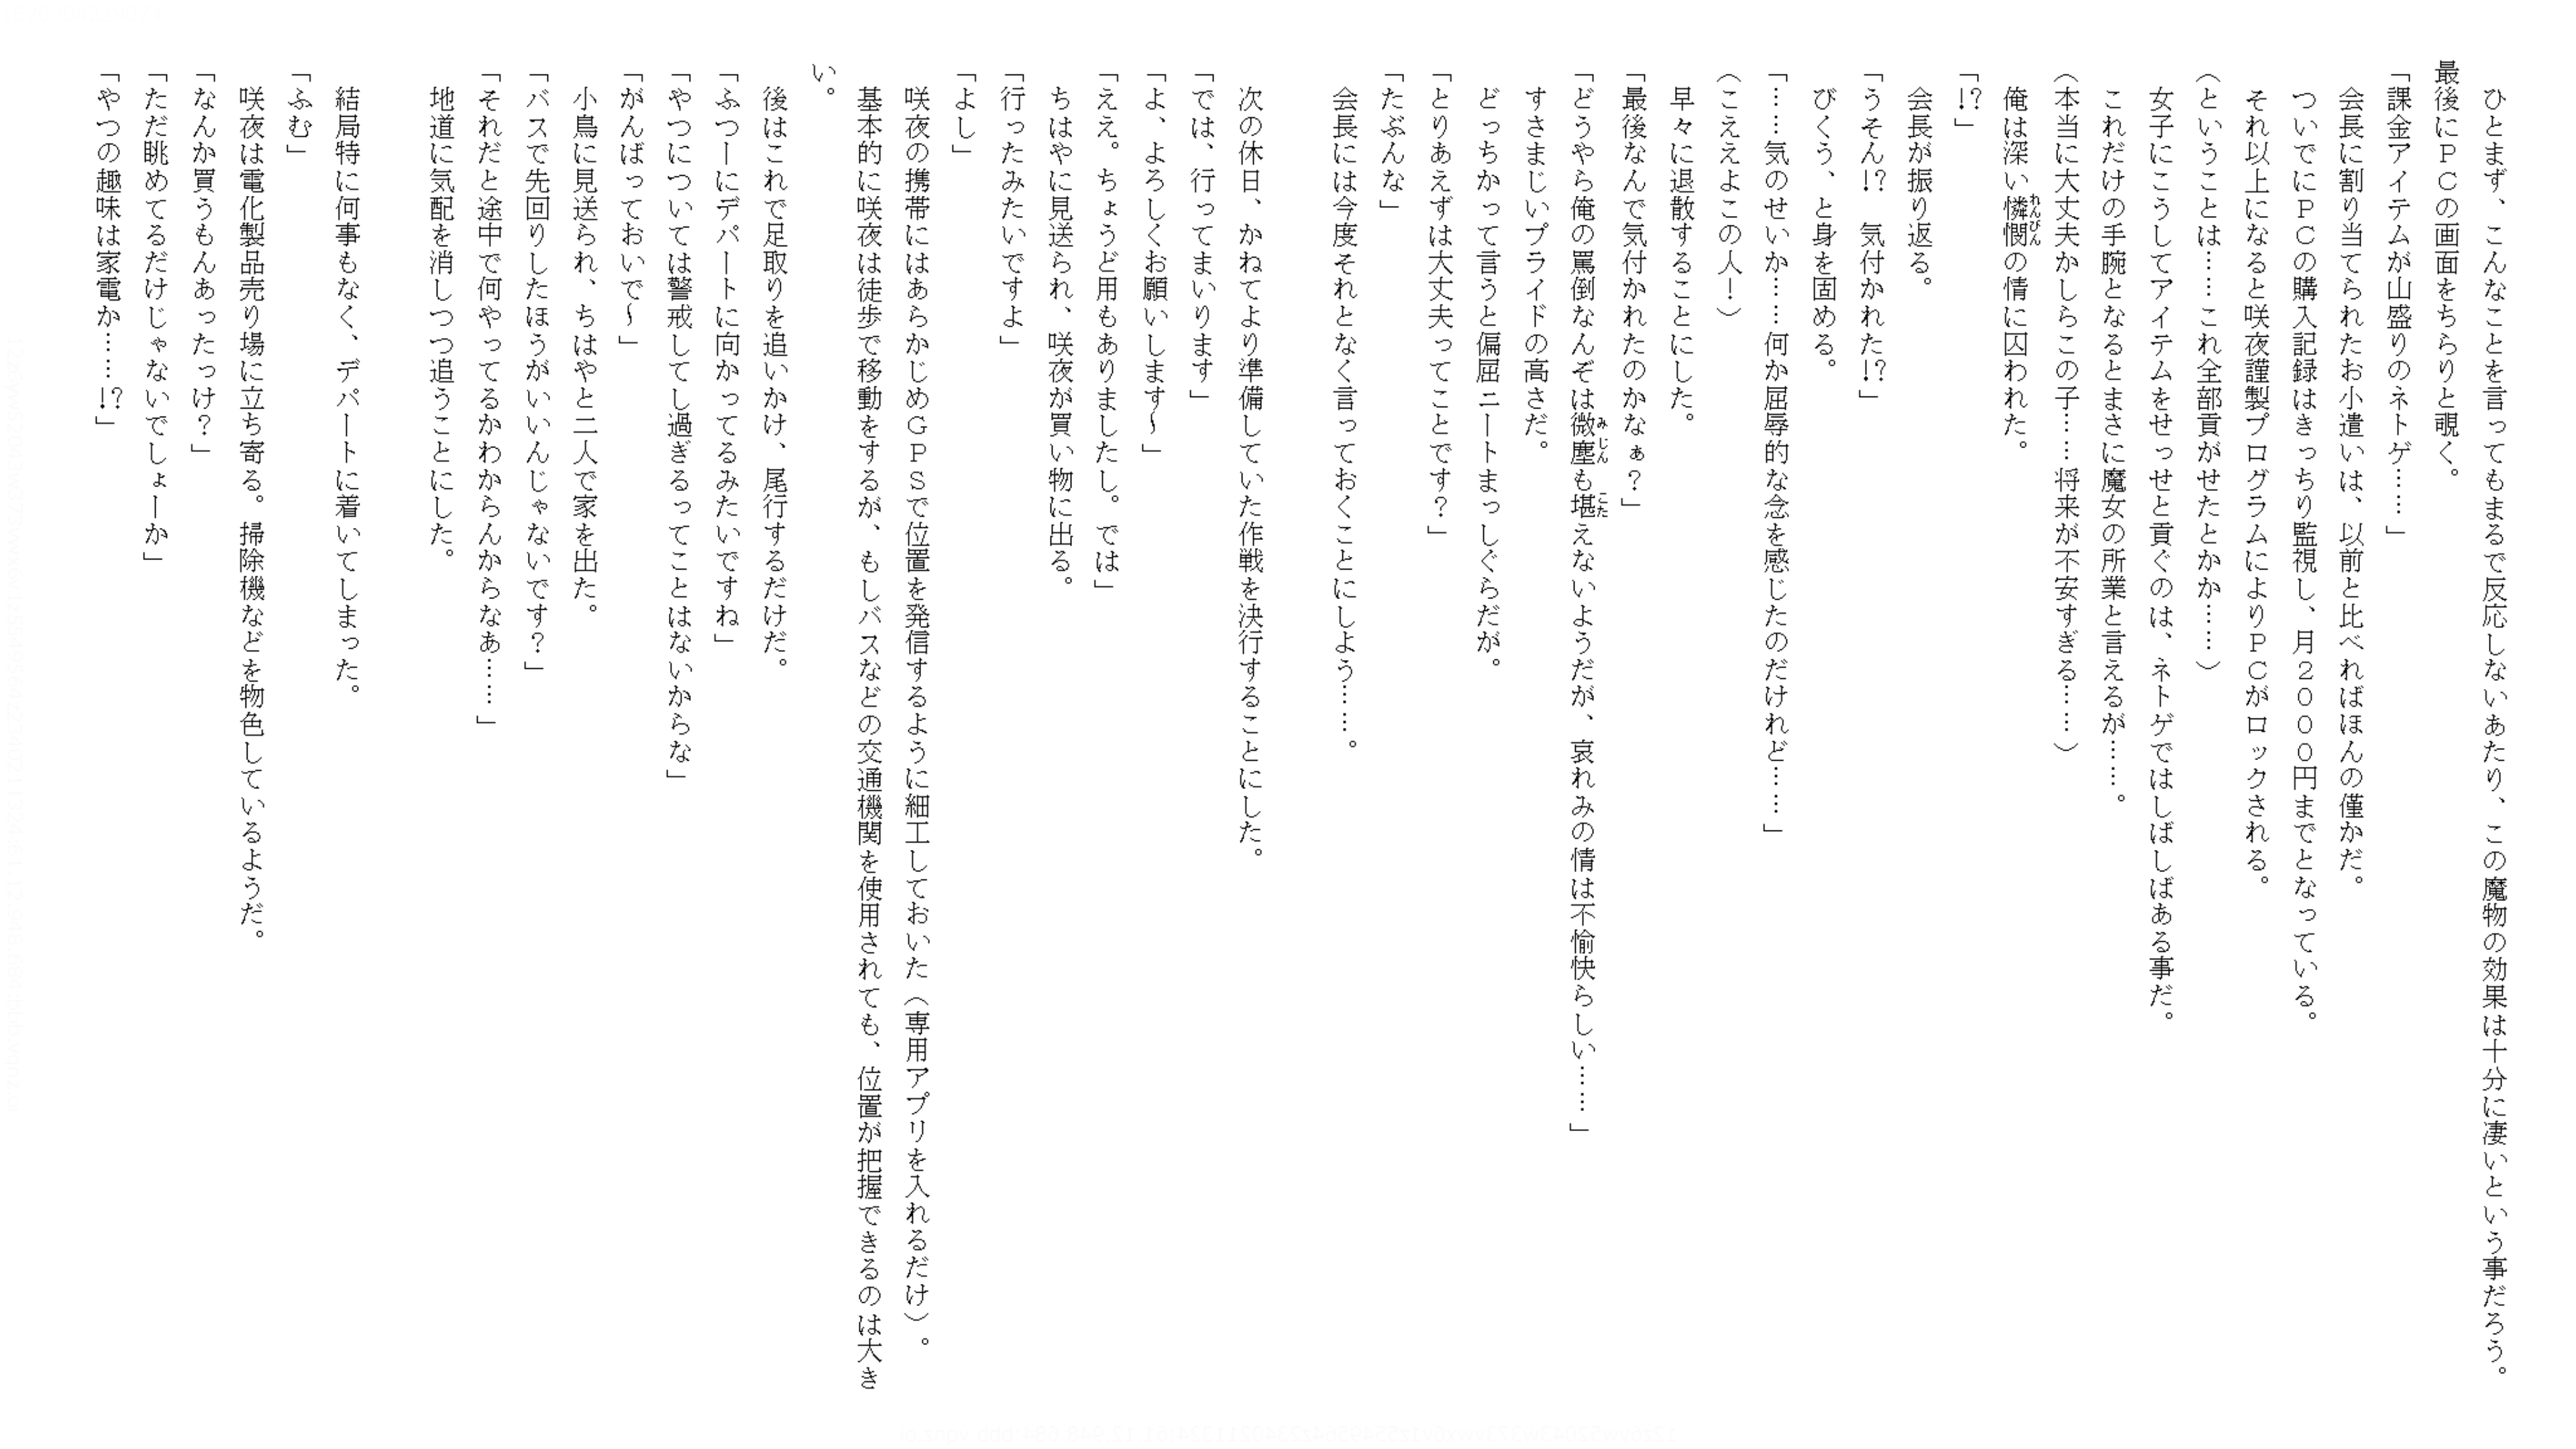 ひとまず、こんなことを言ってもまるで反応しないあたり、この魔物の効果は十分に凄いという事だろう。
最後にＰＣの画面をちらりと覗く。
「課金アイテムが山盛りのネトゲ……」
会長に割り当てられたお小遣いは、以前と比べればほんの僅かだ。
ついでにＰＣの購入記録はきっちり監視し、月２０００円までとなっている。
それ以上になると咲夜謹製プログラムによりＰＣがロックされる。
（ということは……これ全部貢がせたとかか……）
女子にこうしてアイテムをせっせと貢ぐのは、ネトゲではしばしばある事だ。
これだけの手腕となるとまさに魔女の所業と言えるが……。
（本当に大丈夫かしらこの子……将来が不安すぎる……）
俺は深い憐憫れんびんの情に囚われた。
「!?」
会長が振り返る。
「うそん!?　気付かれた!?」
びくう、と身を固める。
「……気のせいか……何か屈辱的な念を感じたのだけれど……」
（こええよこの人！）
早々に退散することにした。
「最後なんで気付かれたのかなぁ？」
「どうやら俺の罵倒なんぞは微塵みじんも堪こたえないようだが、哀れみの情は不愉快らしい……」
すさまじいプライドの高さだ。
どっちかって言うと偏屈ニートまっしぐらだが。
「とりあえずは大丈夫ってことです？」
「たぶんな」
会長には今度それとなく言っておくことにしよう……。
次の休日、かねてより準備していた作戦を決行することにした。
「では、行ってまいります」
「よ、よろしくお願いします〜」
「ええ。ちょうど用もありましたし。では」
ちはやに見送られ、咲夜が買い物に出る。
「行ったみたいですよ」
「よし」
咲夜の携帯にはあらかじめＧＰＳで位置を発信するように細工しておいた（専用アプリを入れるだけ）。
基本的に咲夜は徒歩で移動をするが、もしバスなどの交通機関を使用されても、位置が把握できるのは大き
い。
後はこれで足取りを追いかけ、尾行するだけだ。
「ふつーにデパートに向かってるみたいですね」
「やつについては警戒してし過ぎるってことはないからな」
「がんばっておいで〜」
小鳥に見送られ、ちはやと二人で家を出た。
「バスで先回りしたほうがいいんじゃないです？」
「それだと途中で何やってるかわからんからなあ……」
地道に気配を消しつつ追うことにした。
結局特に何事もなく、デパートに着いてしまった。
「ふむ」
咲夜は電化製品売り場に立ち寄る。掃除機などを物色しているようだ。
「なんか買うもんあったっけ？」
「ただ眺めてるだけじゃないでしょーか」
「やつの趣味は家電か……!?」